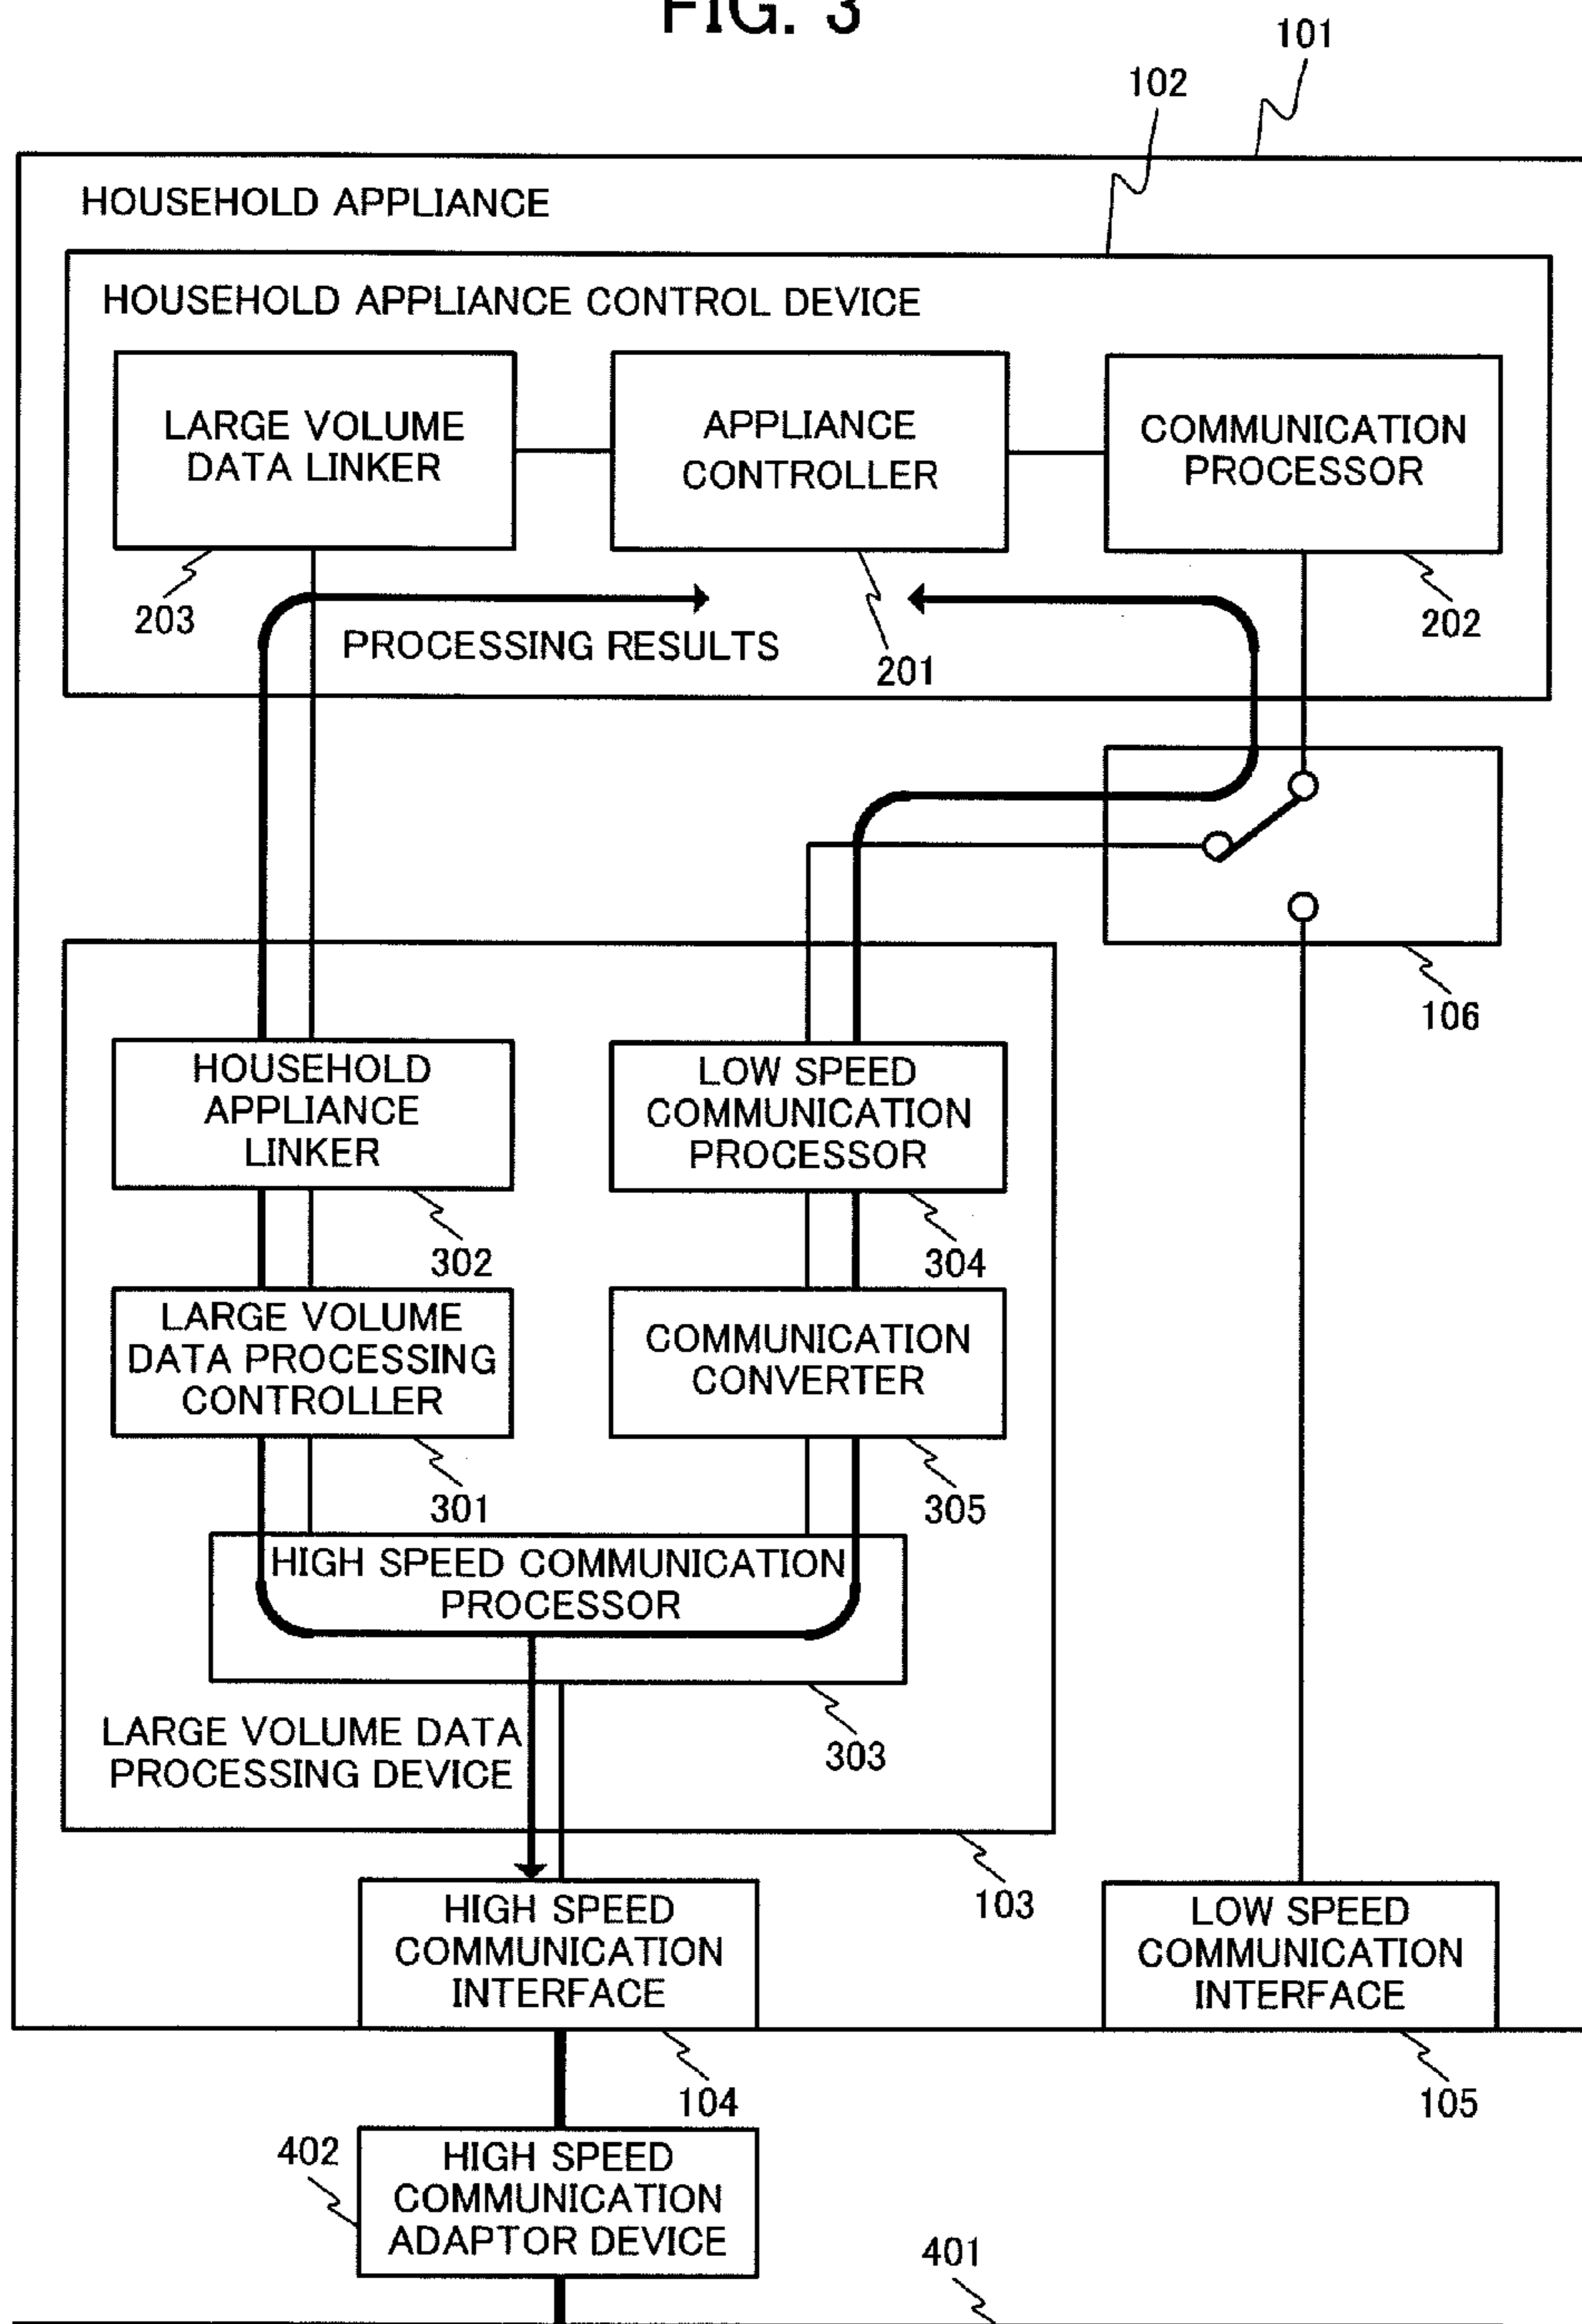 FIG. 3
101
102
HOUSEHOLD APPLIANCE
HOUSEHOLD APPLIANCE CONTROL DEVICE
LARGE VOLUME
DATA LINKER
APPLIANCE
CONTROLLER
COMMUNICATION
PROCESSOR
203
PROCESSING RESULTS
201
202
106
HOUSEHOLD
APPLIANCE
LINKER
LOW SPEED
COMMUNICATION
PROCESSOR
302
304
LARGE VOLUME
DATA PROCESSING
CONTROLLER
COMMUNICATION
CONVERTER
301
305
HIGH SPEED COMMUNICATION
PROCESSOR
303
LARGE VOLUME DATA
PROCESSING DEVICE
103
HIGH SPEED
COMMUNICATION
INTERFACE
LOW SPEED
COMMUNICATION
INTERFACE
104
105
402
HIGH SPEED
COMMUNICATION
ADAPTOR DEVICE
401